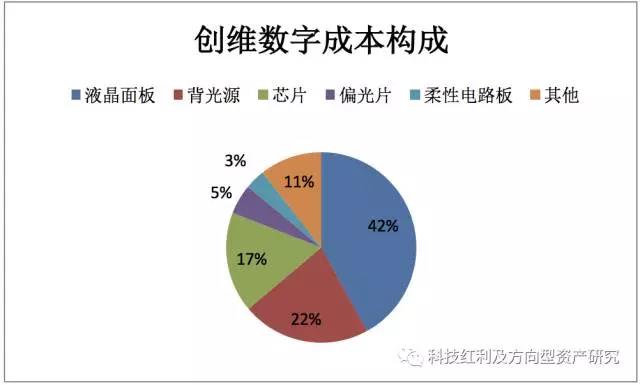 创维数字成本构成
液晶面板 背光源 芯片 偏光片 柔性电路板 其他
3%
11%
5%
42%
17%
22%
科技红利及方向型资产研究